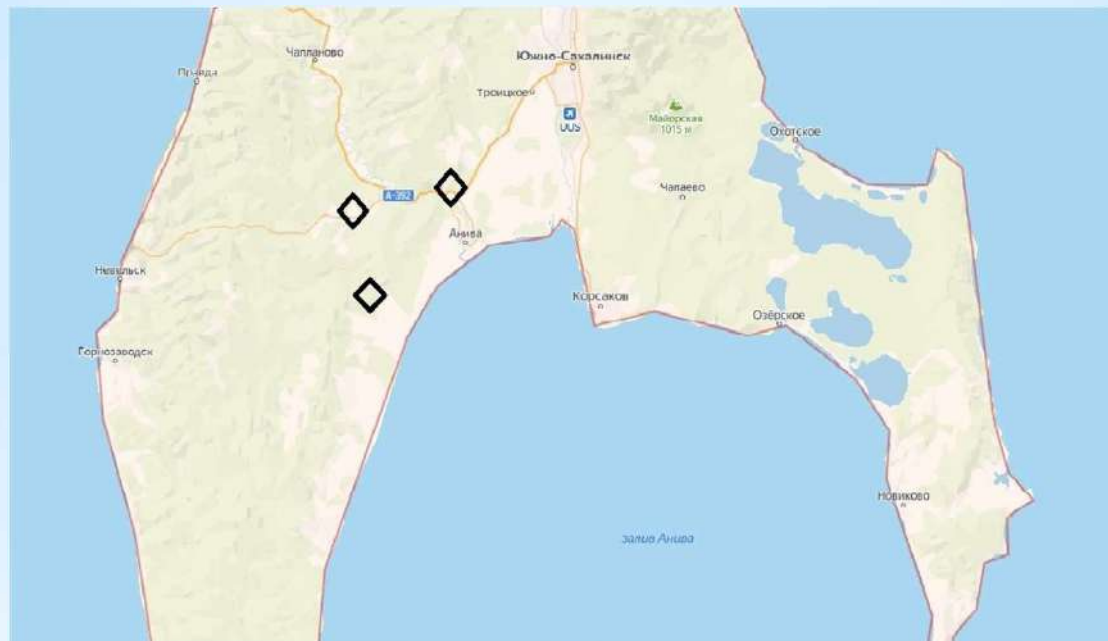 Чапланово
Южно-Сахалинск
Правда
Троицкое
UUS
Майорская
1015 м
Охотское
Чапаево
А-392
Анива
Невельск
Корсаков
Озёрское
Горнозаводск
Новиково
залив Анива